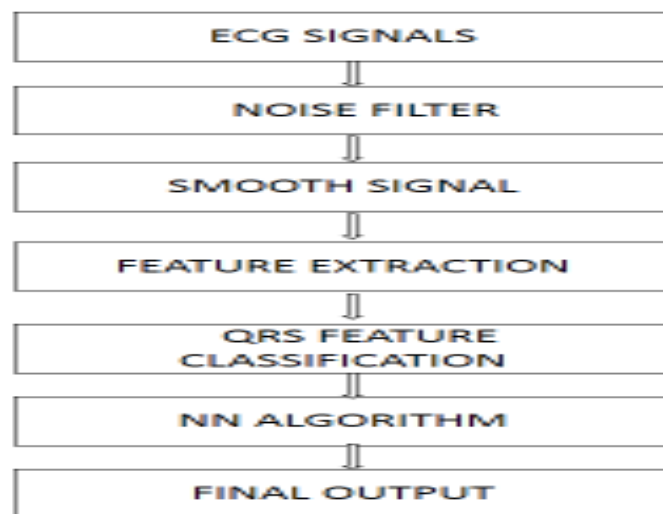 ECG SIGNALS
NOISE FILTER
SMOOTH SIGNAL
FEATURE EXTRACTION
QRS FEATURE
CLASSIFICATION
NN ALGORITHM
FINAL OUTPUT